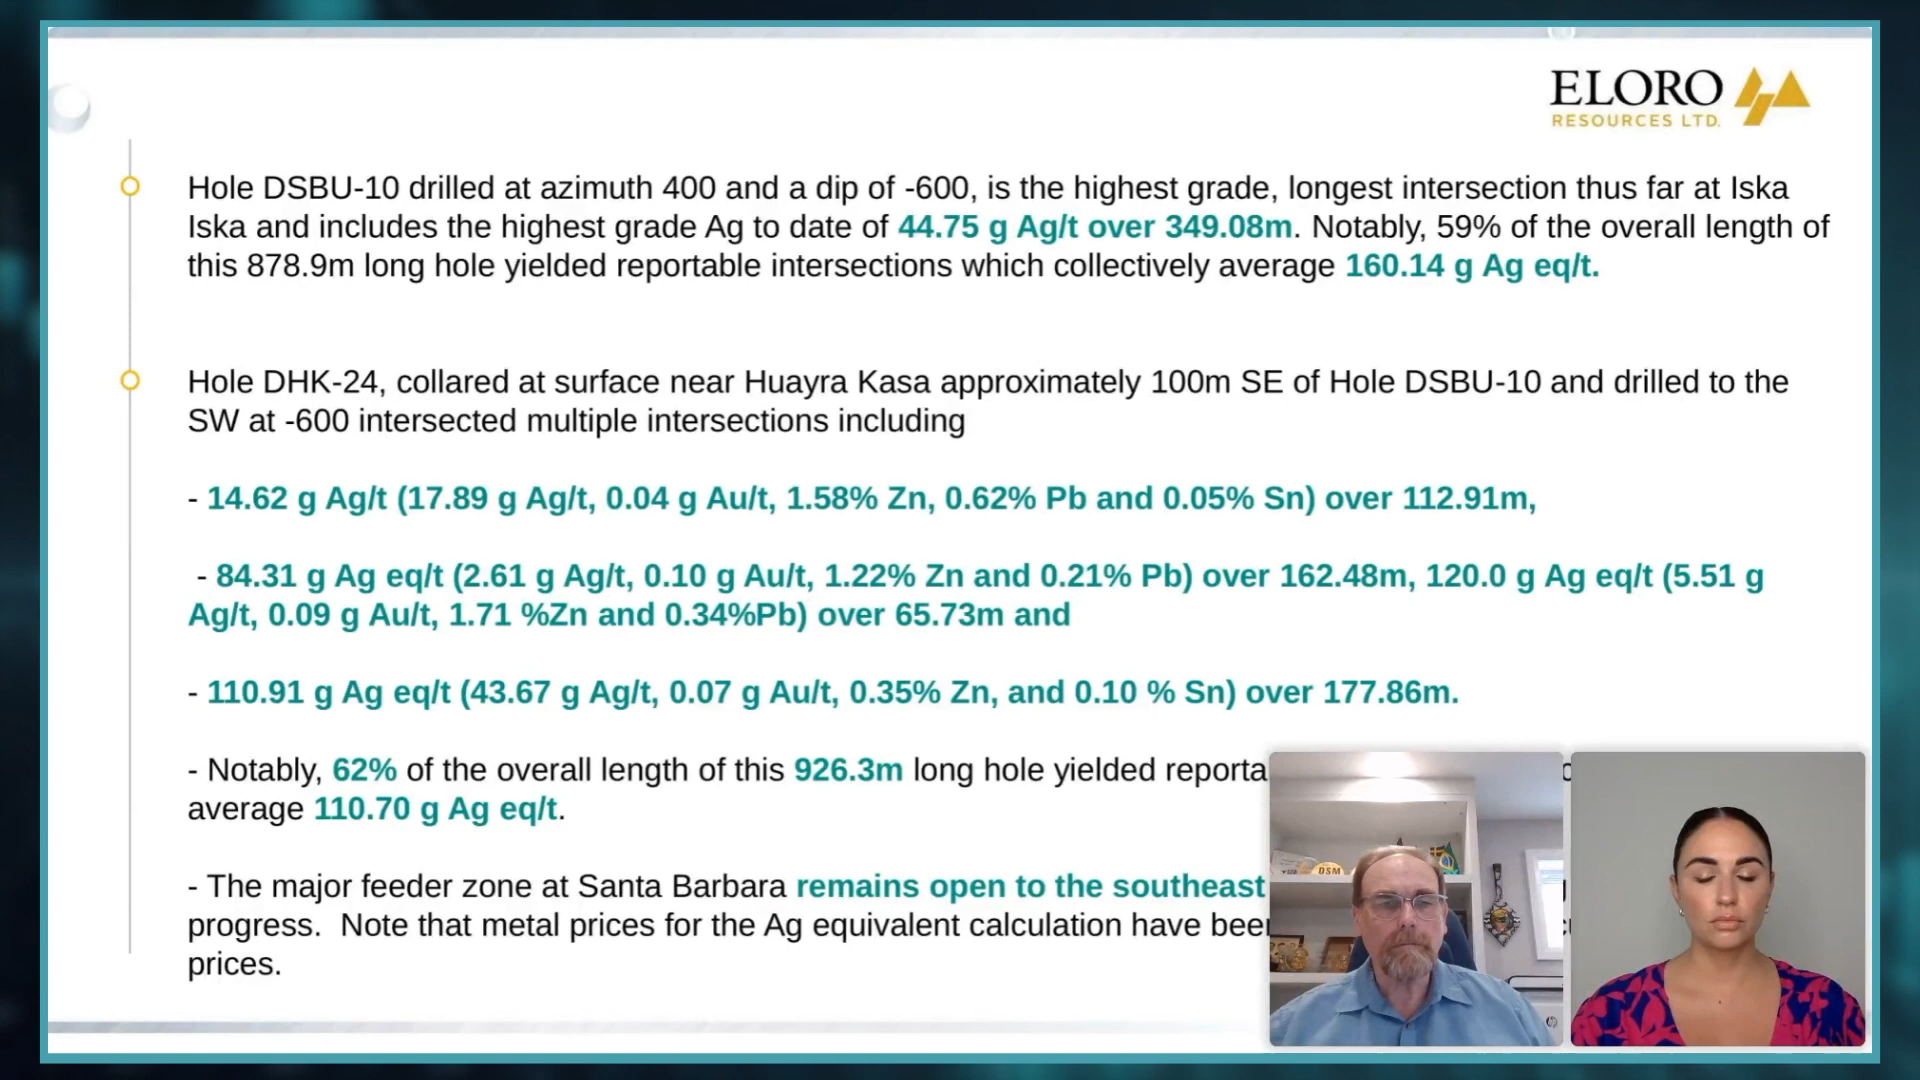 ELORO
RESOURCES LTD.
Hole DSBU-10 drilled at azimuth 400 and a dip of -600, is the highest grade, longest intersection thus far at Iska
Iska and includes the highest grade Ag to date of 44.75 g Ag/t over 349.08m. Notably, 59% of the overall length of
this 878.9m long hole yielded reportable intersections which collectively average 160.14 g Ag eq/t.
Hole DHK-24, collared at surface near Huayra Kasa approximately 100m SE of Hole DSBU-10 and drilled to the
SW at -600 intersected multiple intersections including
- 14.62 g Ag/t (17.89 g Ag/t, 0.04 g Au/t, 1.58% Zn, 0.62% Pb and 0.05% Sn) over 112.91m,
- 84.31 g Ag eq/t (2.61 g Ag/t, 0.10 g Au/t, 1.22% Zn and 0.21% Pb) over 162.48m, 120.0 g Ag eq/t (5.51 g
Ag/t, 0.09 g Au/t, 1.71 %Zn and 0.34%Pb) over 65.73m and
- 110.91 g Ag eq/t (43.67 g Ag/t, 0.07 g Au/t, 0.35% Zn, and 0.10 % Sn) over 177.86m.
- Notably, 62% of the overall length of this 926.3m long hole yielded reporta
average 110.70 g Ag eq/t.
- The major feeder zone at Santa Barbara remains open to the southeast
progress. Note that metal prices for the Ag equivalent calculation have been
prices.
DSM